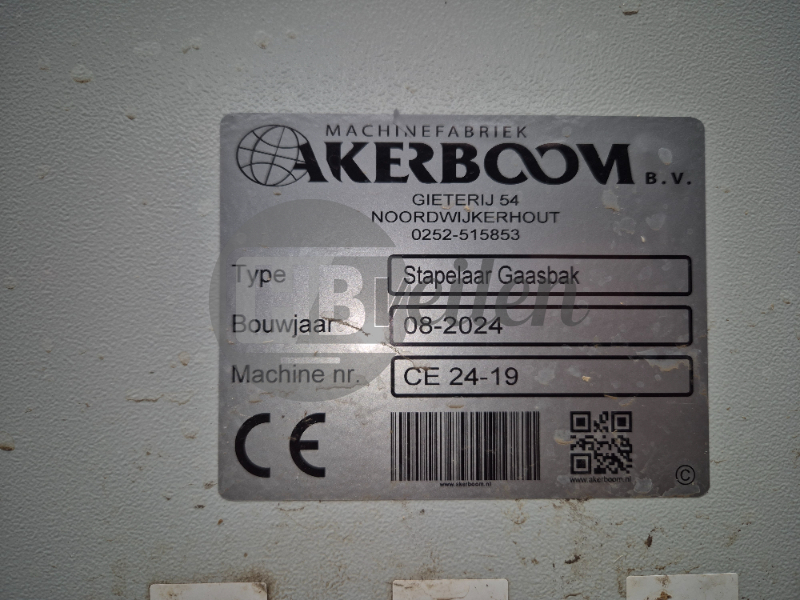 MACHINEFABRIEK
AKERBOOM B.V.
GIETERIJ 54
NOORDWIJKERHOUT
0252-515853
Type Stapelaar Gaasbak
Bouwjaar 08-2024
Machine nr. CE 24-19
CE
www.akerboom.nl
www.akerboom.nl
©